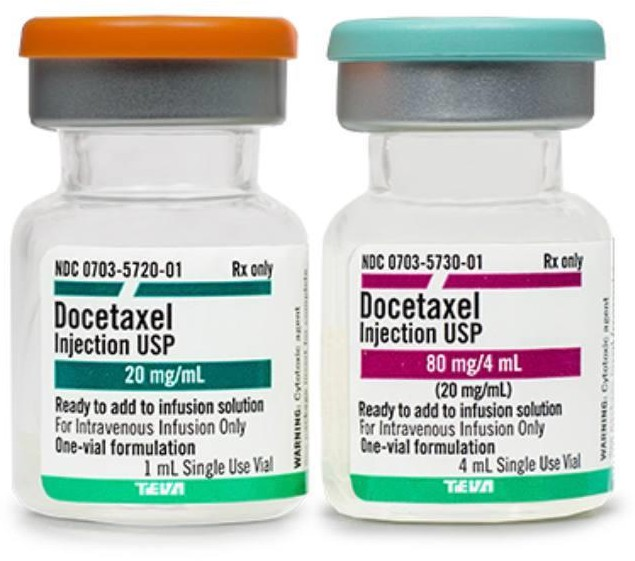 NDC 0703-5720-01 Rx only
Docetaxel
Injection USP
20 mg/mL
Ready to add to infusion solution
For Intravenous Infusion Only
One-vial formulation
1 mL Single Use Vial
TEVA
WARNING: Cytotoxic agent
NDC 0703-5730-01 Rx only
Docetaxel
Injection USP
80 mg/4 mL
(20 mg/mL)
Ready to add to infusion solution
For Intravenous Infusion Only
One-vial formulation
4 mL Single Use Vial
TEVA
WARNING: Cytotoxic agent